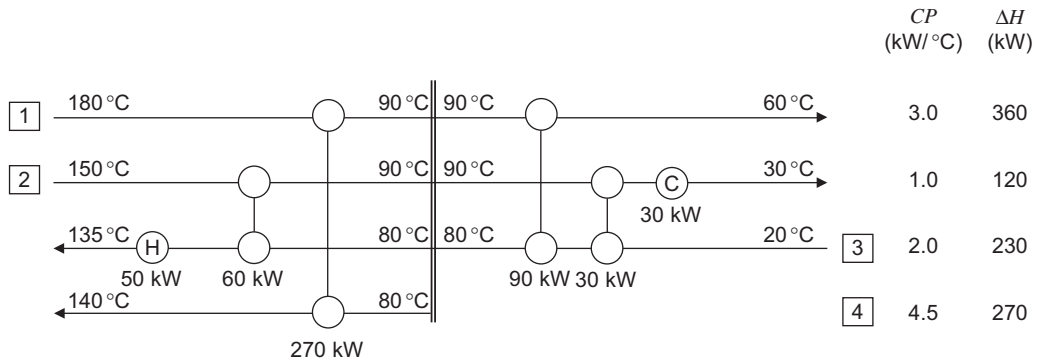 CP ΔH
(kW/°C) (kW)
1 180 °C 90 °C 90 °C 60 °C 3.0 360
2 150 °C 90 °C 90 °C C 30 °C 1.0 120
30 kW
135 °C H 80 °C 80 °C 20 °C 3 2.0 230
50 kW 60 kW 90 kW 30 kW
140 °C 80 °C 4 4.5 270
270 kW